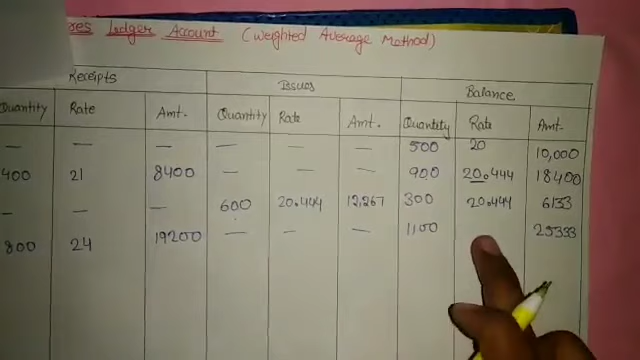 res Ledger Account (Weighted Average Method)
Receipts Issues Balance
Quantity Rate Amt. Quantity Rate Amt. Quantity Rate Amt.
— — — — — — 500 20 10,000
400 21 8400 — — — 900 20.444 18400
— — — 600 20.444 12,267 300 20.444 6133
800 24 19200 — — — 1100 25333